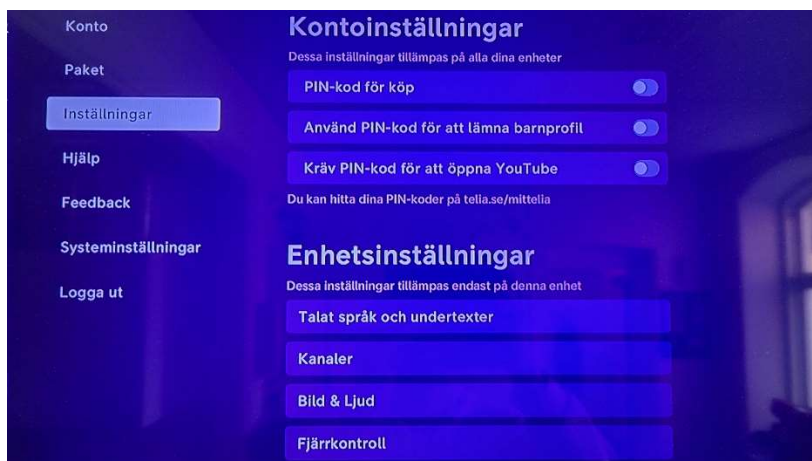 Konto
Paket
Inställningar
Hjälp
Feedback
Systeminställningar
Logga ut
Kontoinställningar
Dessa inställningar tillämpas på alla dina enheter
PIN-kod för köp
Använd PIN-kod för att lämna barnprofil
Kräv PIN-kod för att öppna YouTube
Du kan hitta dina PIN-koder på telia.se/mittelia
Enhetsinställningar
Dessa inställningar tillämpas endast på denna enhet
Talat språk och undertexter
Kanaler
Bild & Ljud
Fjärrkontroll